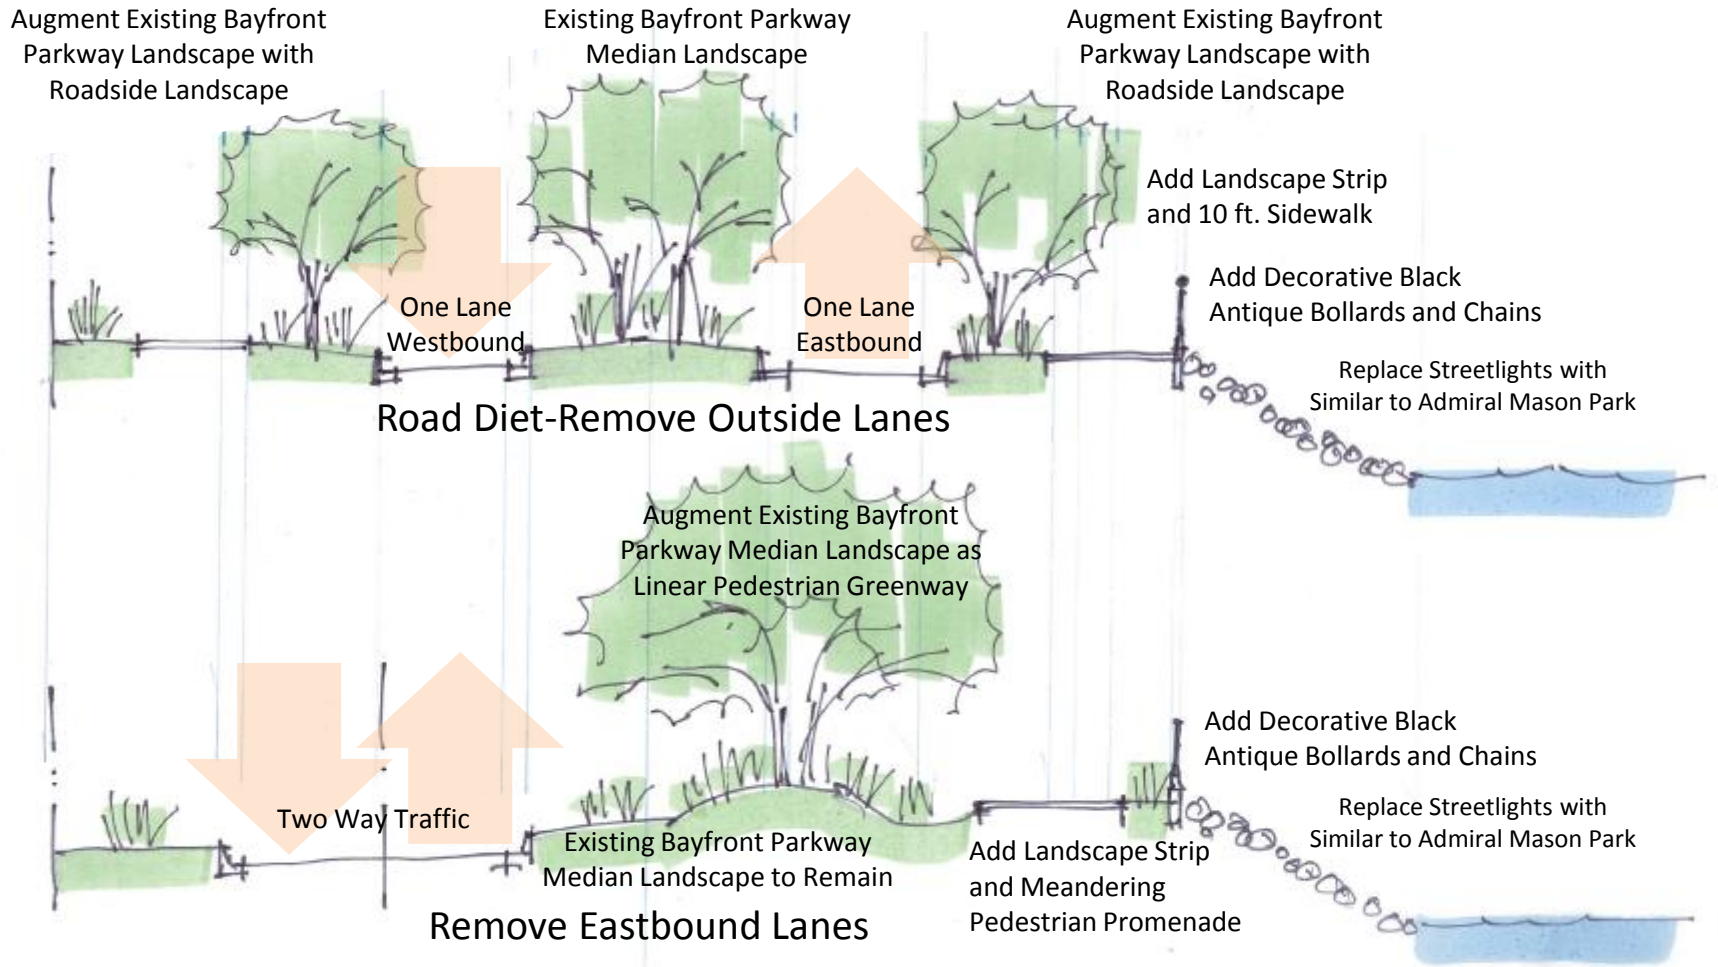 Augment Existing Bayfront
Parkway Landscape with
Roadside Landscape
Existing Bayfront Parkway
Median Landscape
Augment Existing Bayfront
Parkway Landscape with
Roadside Landscape
Add Landscape Strip
and 10 ft. Sidewalk
Add Decorative Black
Antique Bollards and Chains
One Lane
Westbound
One Lane
Eastbound
Replace Streetlights with
Similar to Admiral Mason Park
Road Diet-Remove Outside Lanes
Augment Existing Bayfront
Parkway Median Landscape as
Linear Pedestrian Greenway
Add Decorative Black
Antique Bollards and Chains
Two Way Traffic
Existing Bayfront Parkway
Median Landscape to Remain
Replace Streetlights with
Similar to Admiral Mason Park
Add Landscape Strip
and Meandering
Pedestrian Promenade
Remove Eastbound Lanes